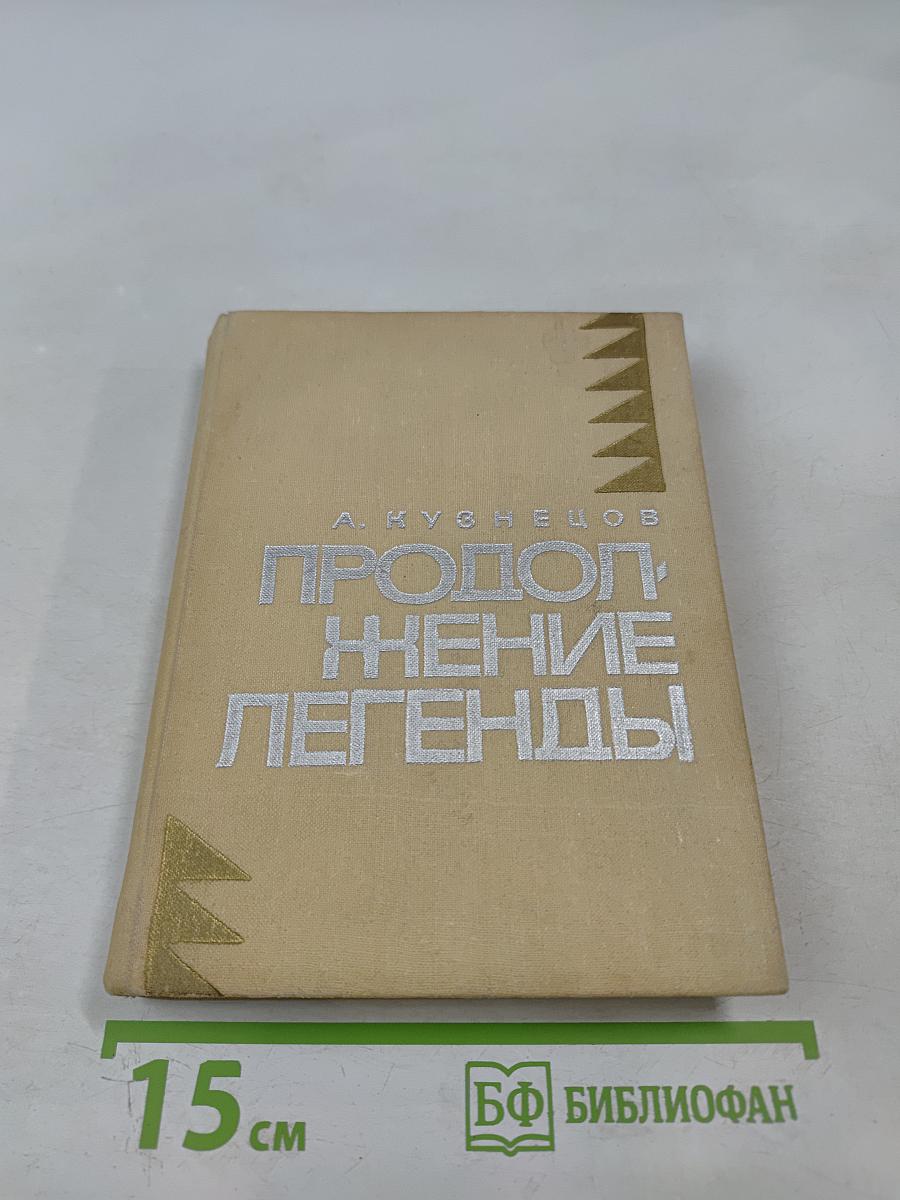 А. КУЗНЕЦОВ
ПРОДОЛ-
ЖЕНИЕ
ЛЕГЕНДЫ
15 см
БФ БИБЛИОФАН